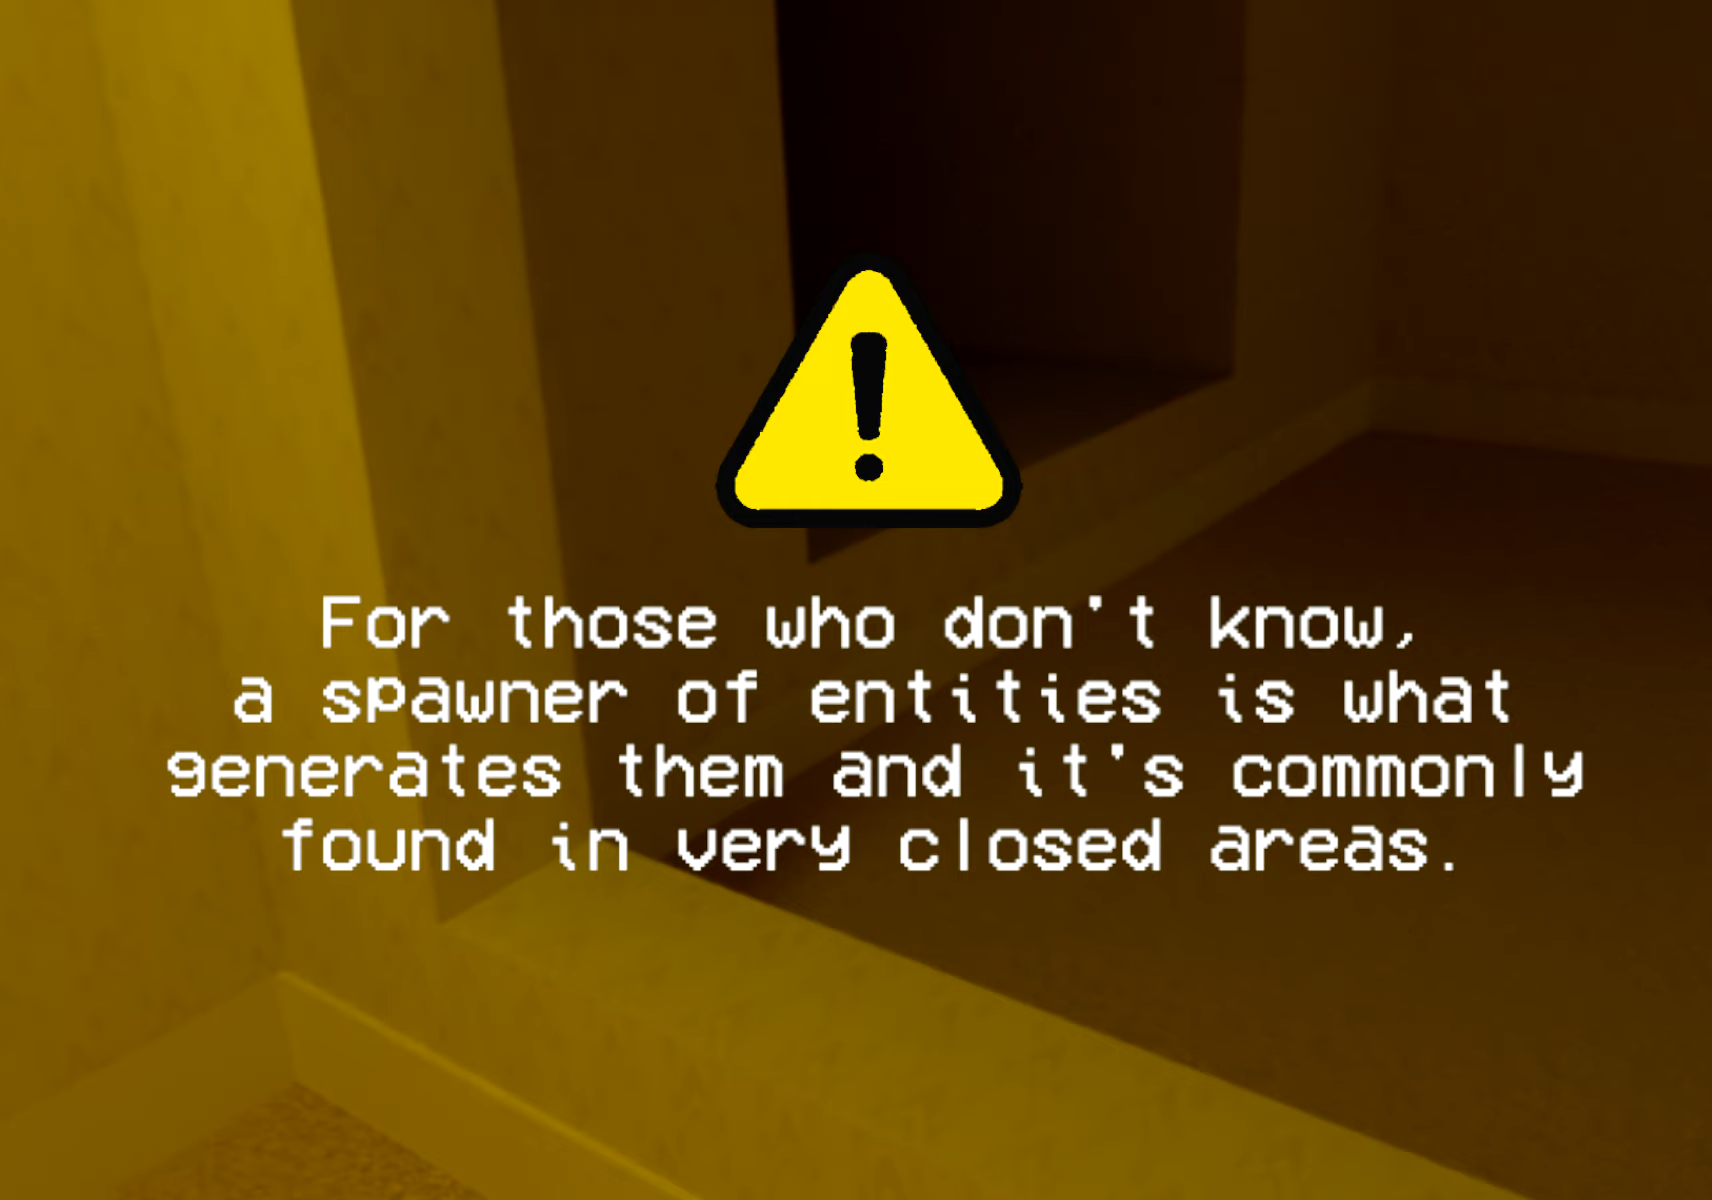 For those who don't know,
a spawner of entities is what
generates them and it's commonly
found in very closed areas.